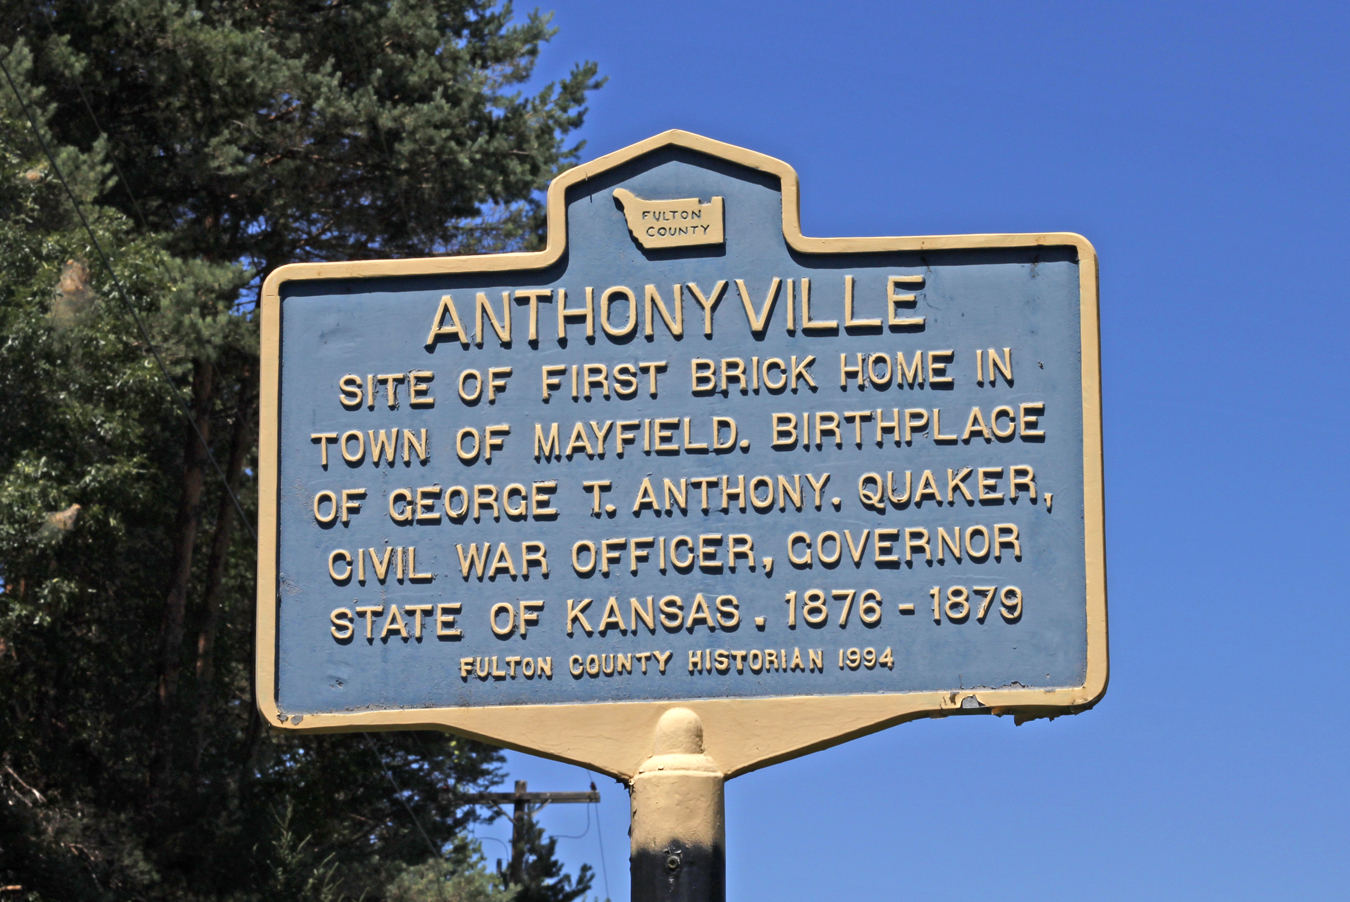 FULTON
COUNTY
ANTHONYVILLE
SITE OF FIRST BRICK HOME IN
TOWN OF MAYFIELD. BIRTHPLACE
OF GEORGE T. ANTHONY. QUAKER,
CIVIL WAR OFFICER, GOVERNOR
STATE OF KANSAS. 1876 - 1879
FULTON COUNTY HISTORIAN 1994